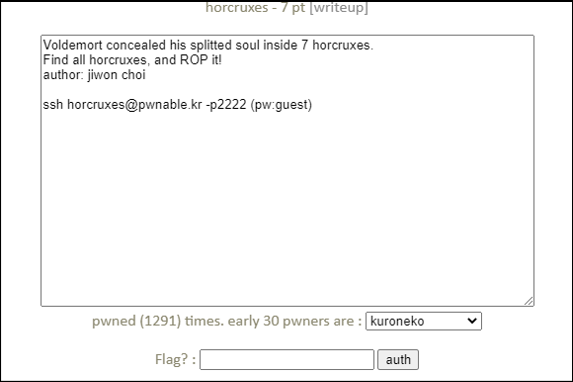 horcruxes - 7 pt [writeup]
Voldemort concealed his splitted soul inside 7 horcruxes.
Find all horcruxes, and ROP it!
author: jiwon choi
ssh horcruxes@pwnable.kr -p2222 (pw:guest)
pwned (1291) times. early 30 pwners are : kuroneko
Flag? : auth